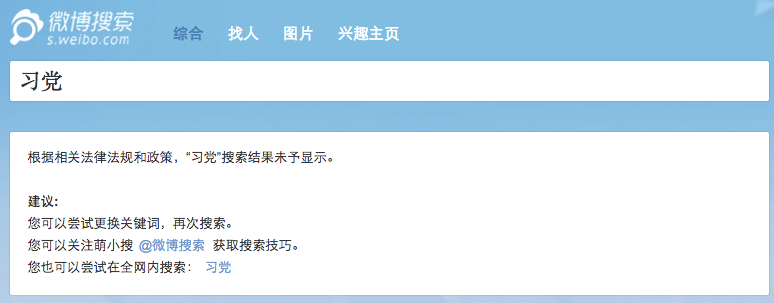 微博搜索
s.weibo.com
综合 找人 图片 兴趣主页
习党
根据相关法律法规和政策，“习党”搜索结果未予显示。
建议:
您可以尝试更换关键词，再次搜索。
您可以关注萌小搜 @微博搜索 获取搜索技巧。
您也可以尝试在全网内搜索： 习党